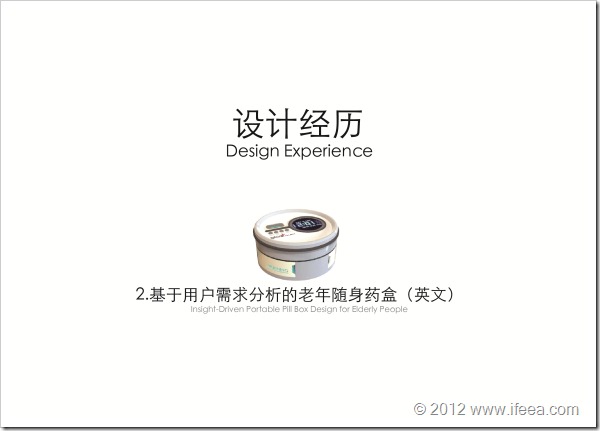 设计经历
Design Experience
2.基于用户需求分析的老年随身药盒（英文）
Insight-Driven Portable Pill Box Design for Elderly People
© 2012 www.ifeea.com